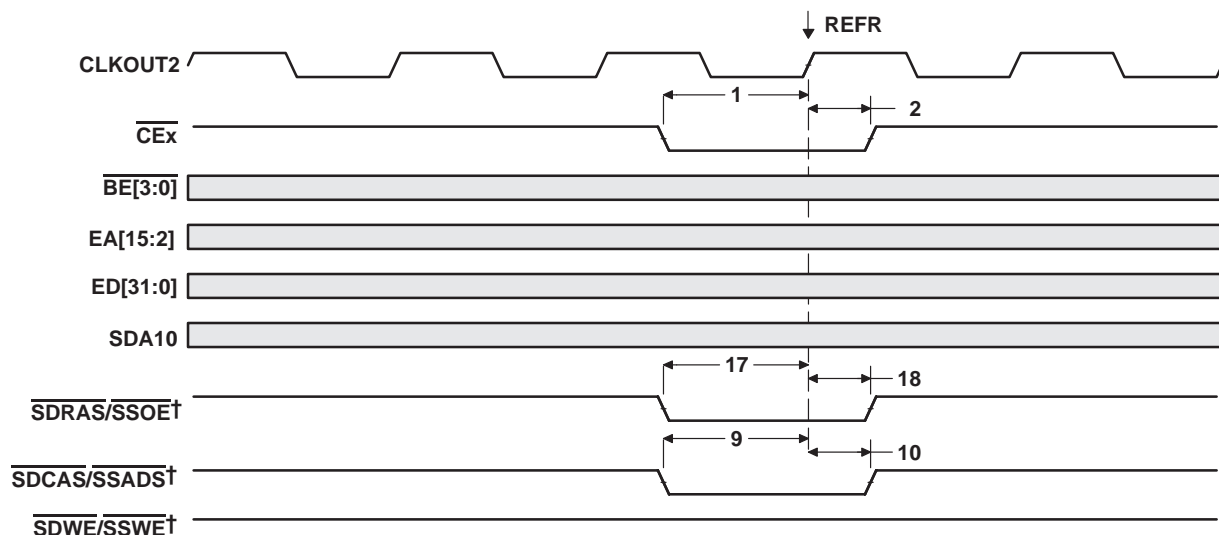 REFR
CLKOUT2
1
2
CEx
BE[3:0]
EA[15:2]
ED[31:0]
SDA10
17
18
SDRAS/SSOE†
9
10
SDCAS/SSADS†
SDWE/SSWE†